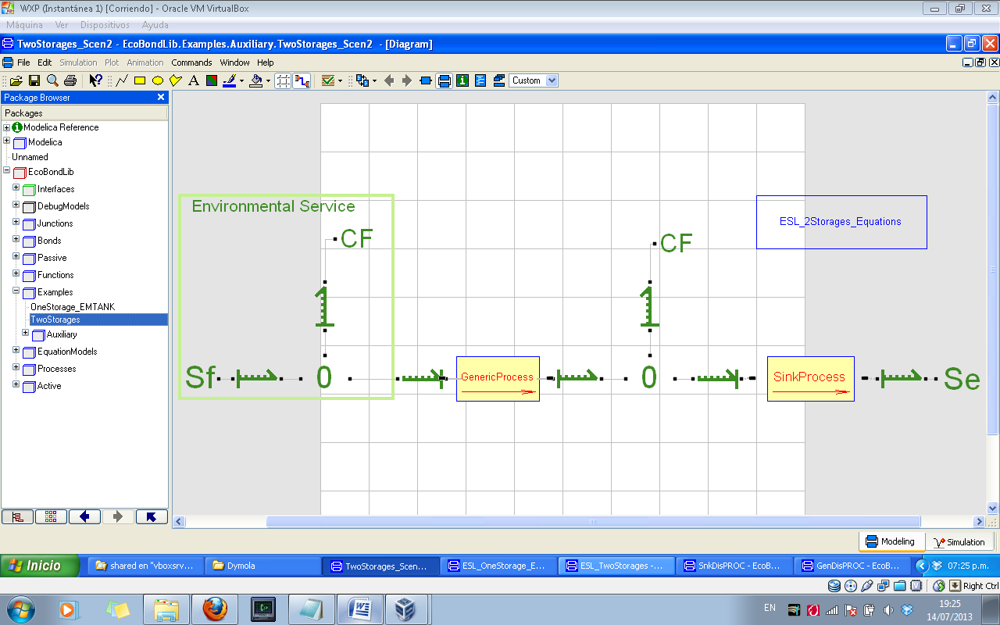 WXP (Instantánea 1) [Corriendo] - Oracle VM VirtualBox
Máquina Ver Dispositivos Ayuda
TwoStorages_Scen2 - EcoBondLib.Examples.Auxiliary.TwoStorages_Scen2 - [Diagram]
File Edit Simulation Plot Animation Commands Window Help
A Custom
Package Browser
Packages
Modelica Reference
Modelica
Unnamed
EcoBondLib
Interfaces
DebugModels
Junctions
Bonds
Passive
Functions
Examples
OneStorage_EMTANK
TwoStorages
Auxiliary
EquationModels
Processes
Active
Environmental Service
CF
CF
ESL_2Storages_Equations
1
1
Sf
0
GenericProcess
0
SinkProcess
Se
Modeling
Simulation
Inicio
shared en "vboxsrv...
Dymola
TwoStorages_Scen...
ESL_OneStorage_E...
ESL_TwoStorages -...
SnkDisPROC - EcoB...
GenDisPROC - EcoB...
07:25 p.m.
Right Ctrl
EN
19:25
14/07/2013